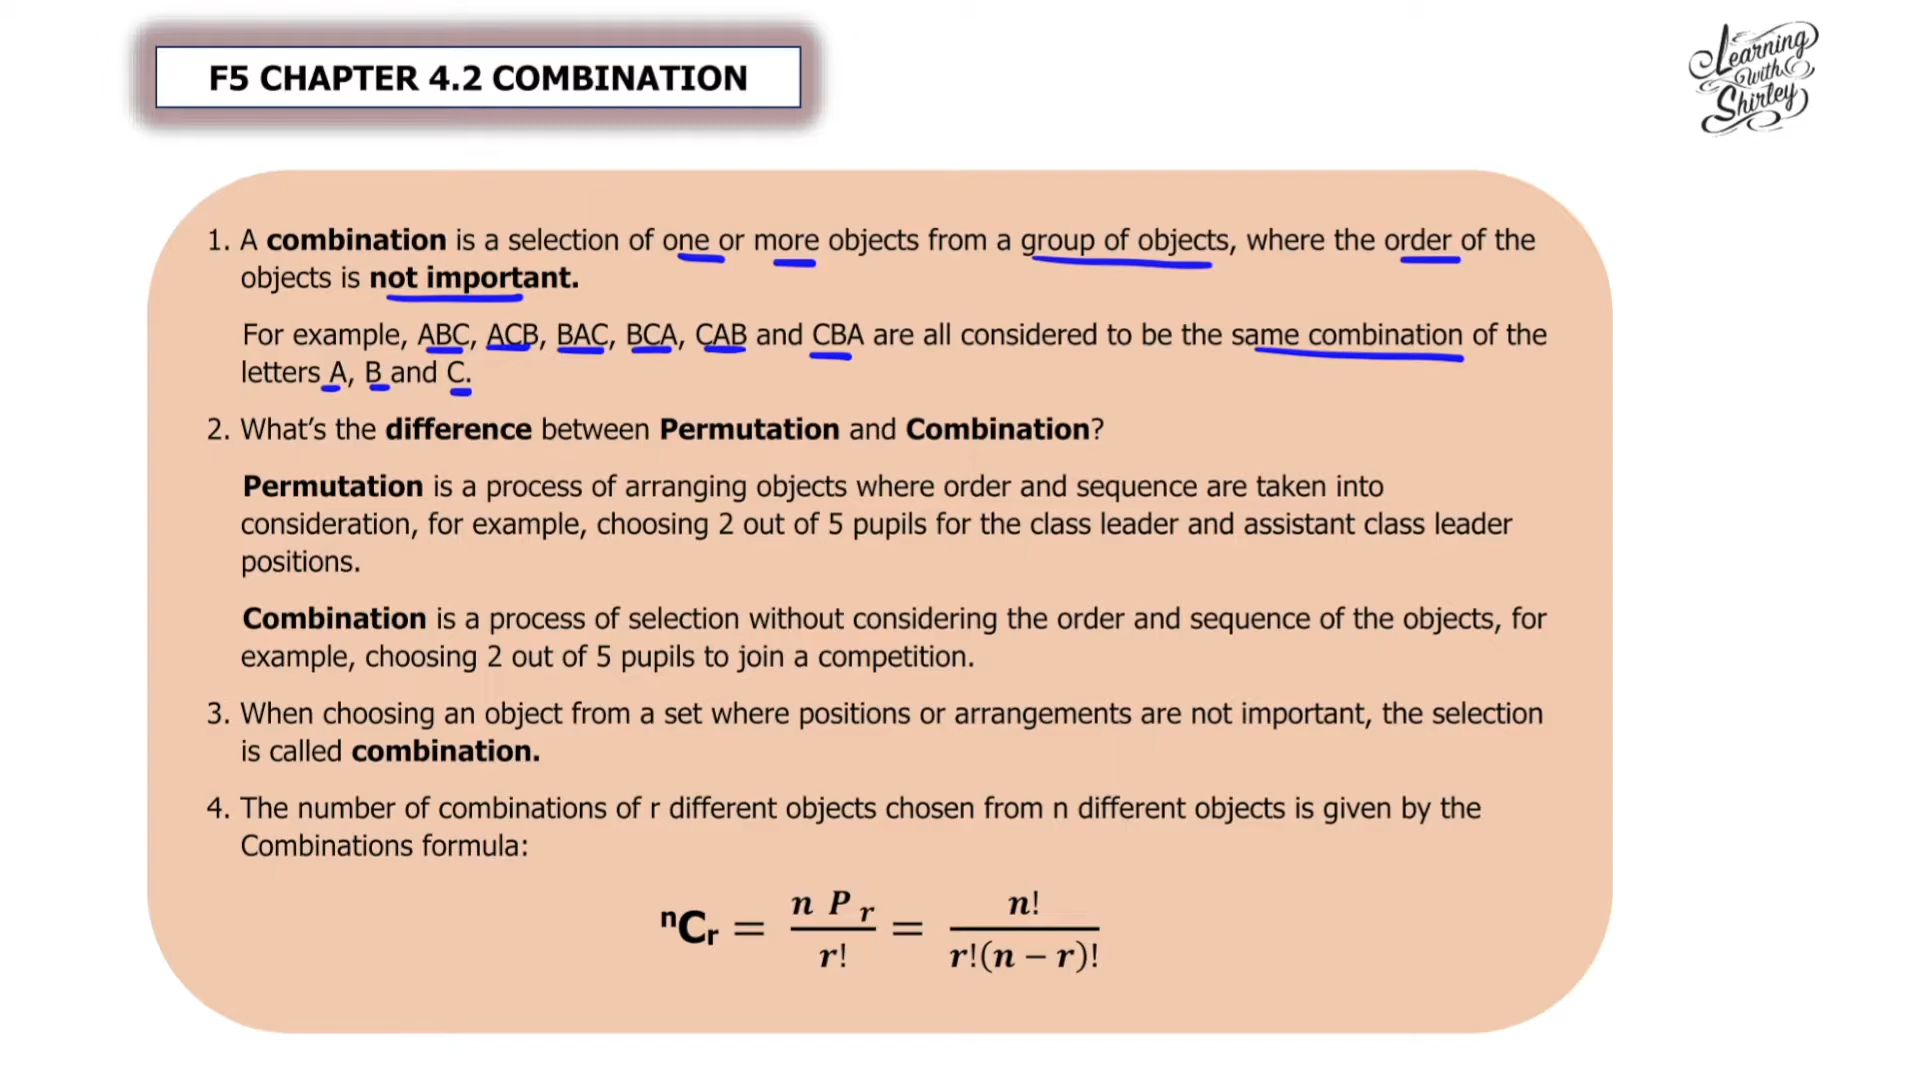 F5 CHAPTER 4.2 COMBINATION
Learning
With
Shirley
1. A combination is a selection of one or more objects from a group of objects, where the order of the
objects is not important.
For example, ABC, ACB, BAC, BCA, CAB and CBA are all considered to be the same combination of the
letters A, B and C.
2. What’s the difference between Permutation and Combination?
Permutation is a process of arranging objects where order and sequence are taken into
consideration, for example, choosing 2 out of 5 pupils for the class leader and assistant class leader
positions.
Combination is a process of selection without considering the order and sequence of the objects, for
example, choosing 2 out of 5 pupils to join a competition.
3. When choosing an object from a set where positions or arrangements are not important, the selection
is called combination.
4. The number of combinations of r different objects chosen from n different objects is given by the
Combinations formula:
ⁿCᵣ = n P r / r! = n! / r!(n − r)!